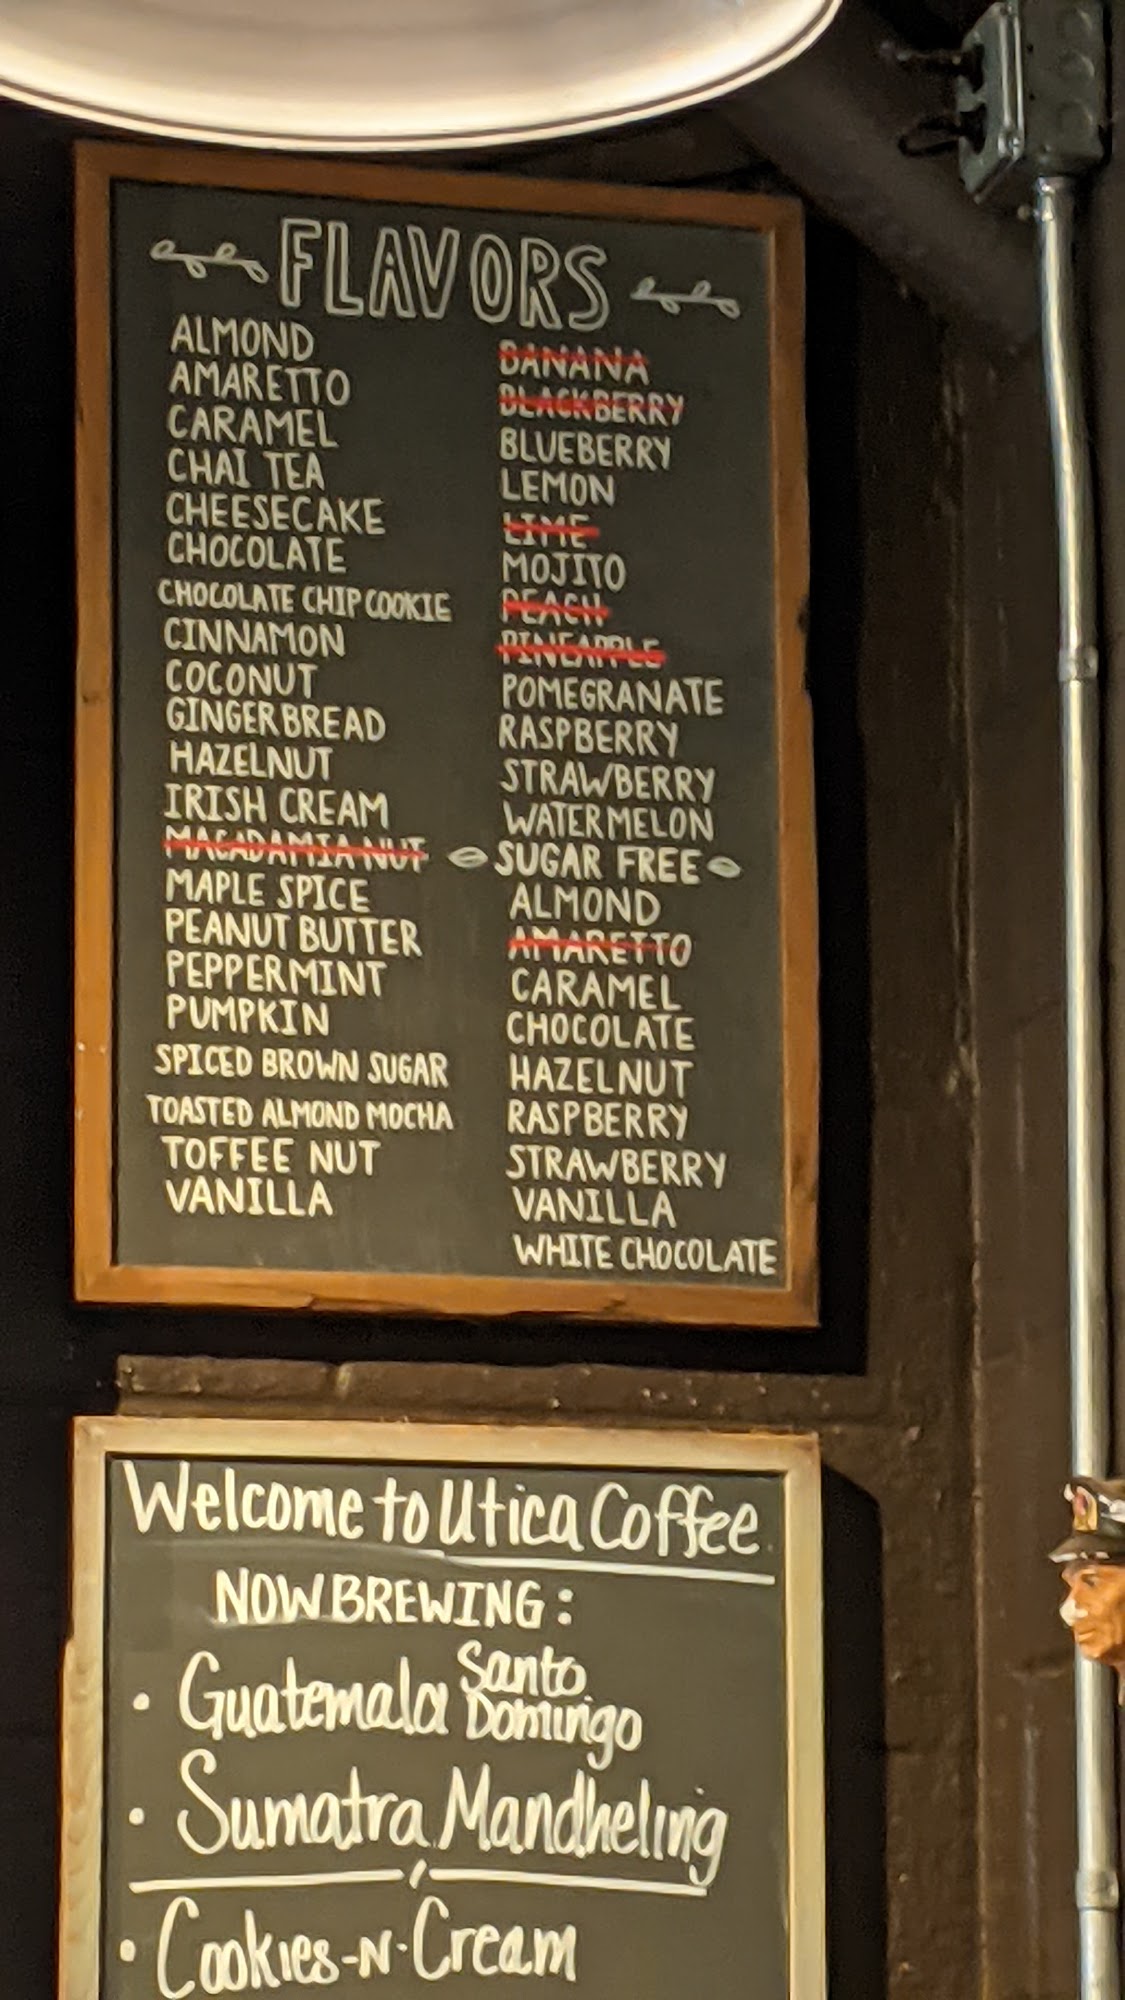 FLAVORS
ALMOND
AMARETTO
CARAMEL
CHAI TEA
CHEESECAKE
CHOCOLATE
CHOCOLATE CHIP COOKIE
CINNAMON
COCONUT
GINGERBREAD
HAZELNUT
IRISH CREAM
MACADAMIA NUT
MAPLE SPICE
PEANUT BUTTER
PEPPERMINT
PUMPKIN
SPICED BROWN SUGAR
TOASTED ALMOND MOCHA
TOFFEE NUT
VANILLA
BANANA
BLACKBERRY
BLUEBERRY
LEMON
LIME
MOJITO
PEACH
PINEAPPLE
POMEGRANATE
RASPBERRY
STRAWBERRY
WATERMELON
SUGAR FREE
ALMOND
AMARETTO
CARAMEL
CHOCOLATE
HAZELNUT
RASPBERRY
STRAWBERRY
VANILLA
WHITE CHOCOLATE
Welcome to Utica Coffee
NOW BREWING:
• Guatemala Santo Domingo
• Sumatra Mandheling
• Cookies-N-Cream